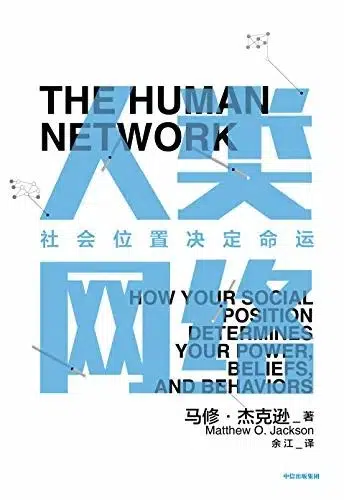 THE HUMAN
NETWORK
人类
社会位置决定命运
网络
HOW YOUR SOCIAL
POSITION
DETERMINES
YOUR POWER,
BELIEFS,
AND BEHAVIORS
马修·杰克逊_著
Matthew O. Jackson
余江_译
中信出版集团